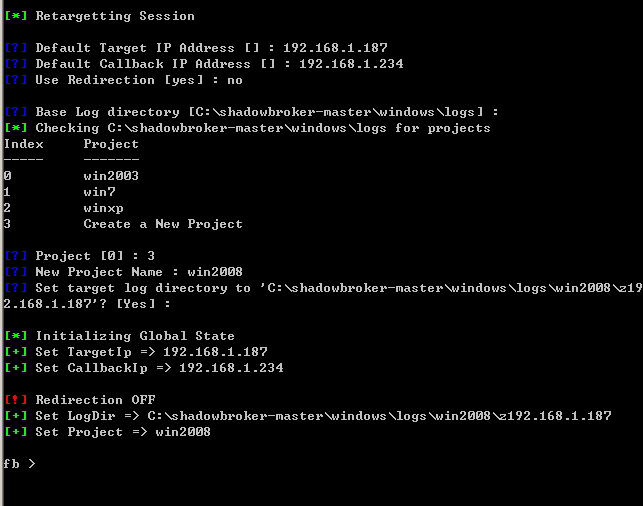 [*] Retargetting Session
[?] Default Target IP Address [] : 192.168.1.187
[?] Default Callback IP Address [] : 192.168.1.234
[?] Use Redirection [yes] : no
[?] Base Log directory [C:\shadowbroker-master\windows\logs] :
[*] Checking C:\shadowbroker-master\windows\logs for projects
Index     Project
-----     -------
0         win2003
1         win7
2         winxp
3         Create a New Project
[?] Project [0] : 3
[?] New Project Name : win2008
[?] Set target log directory to 'C:\shadowbroker-master\windows\logs\win2008\z19
2.168.1.187'? [Yes] :
[*] Initializing Global State
[+] Set TargetIp => 192.168.1.187
[+] Set CallbackIp => 192.168.1.234
[!] Redirection OFF
[+] Set LogDir => C:\shadowbroker-master\windows\logs\win2008\z192.168.1.187
[+] Set Project => win2008
fb >